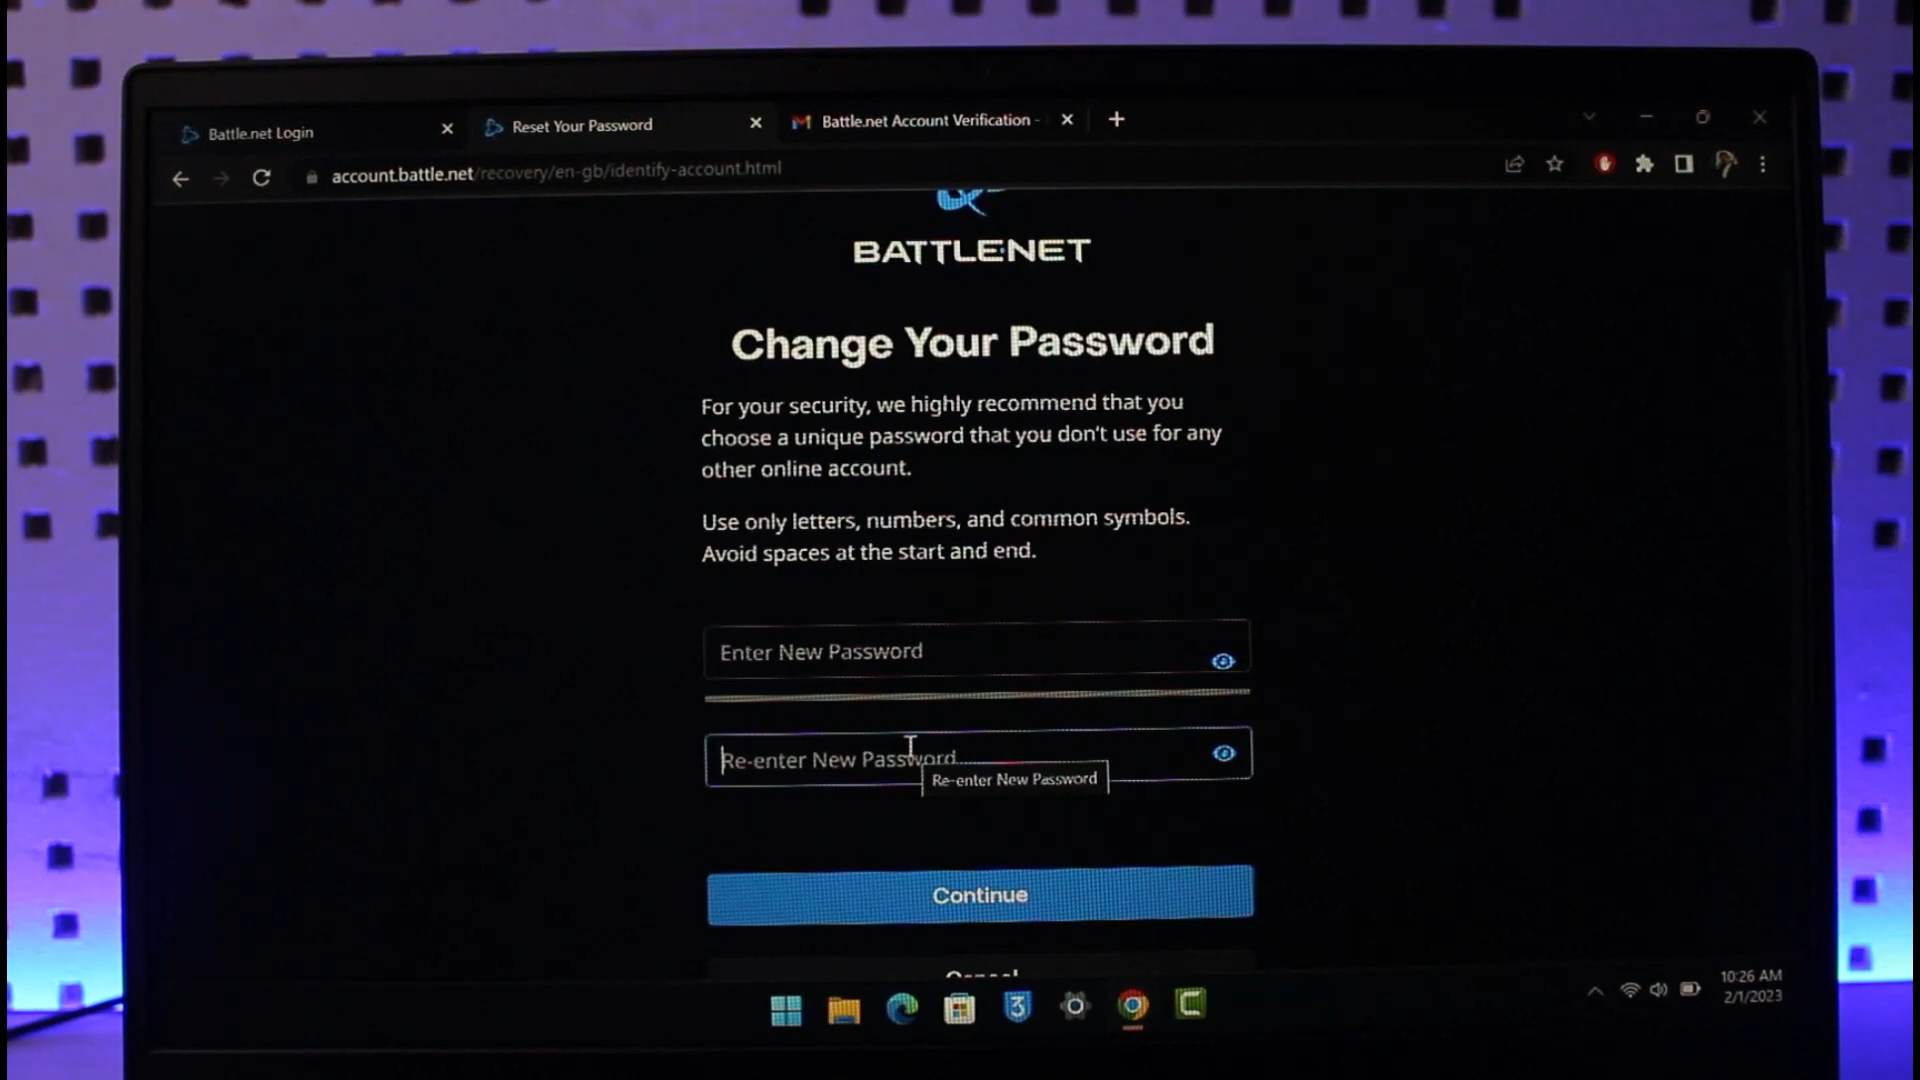 Battle.net Login
Reset Your Password
Battle.net Account Verification -
account.battle.net/recovery/en-gb/identify-account.html
BATTLE.NET
Change Your Password
For your security, we highly recommend that you
choose a unique password that you don't use for any
other online account.
Use only letters, numbers, and common symbols.
Avoid spaces at the start and end.
Enter New Password
Re-enter New Password
Re-enter New Password
Continue
Cancel
3
10:26 AM
2/1/2023